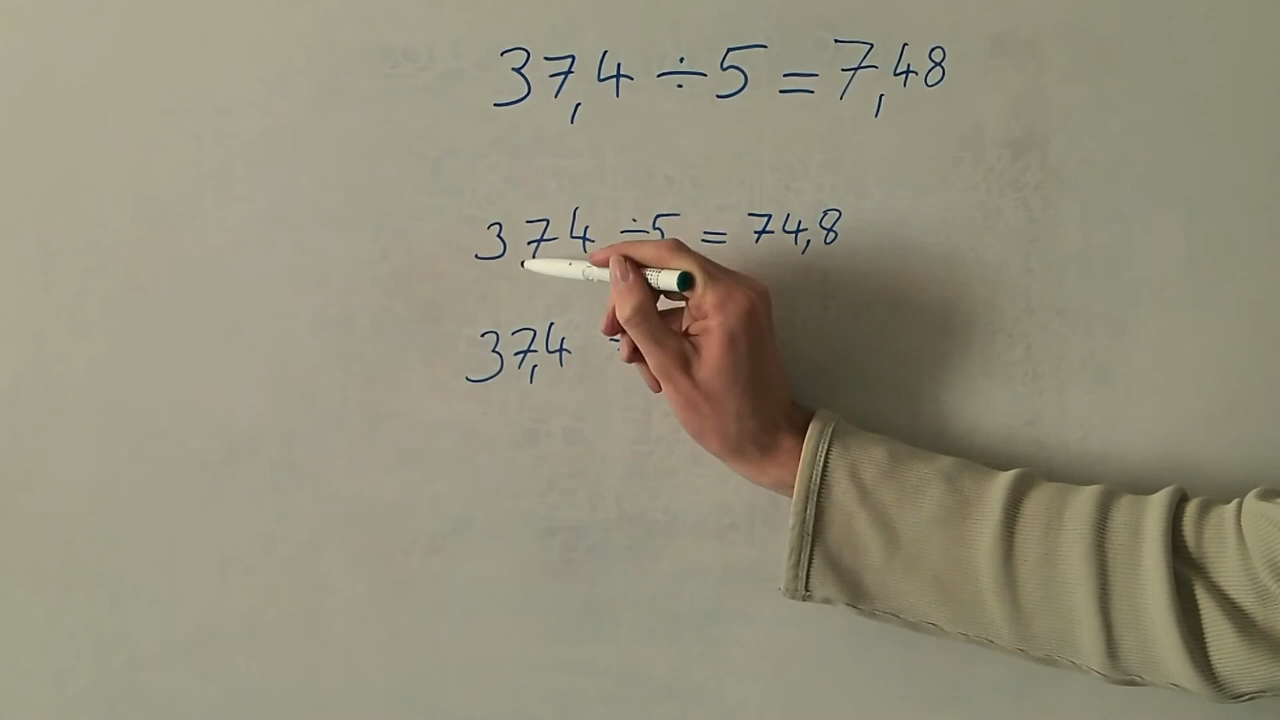 37,4 ÷ 5 = 7,48
374 ÷ 5 = 74,8
37,4